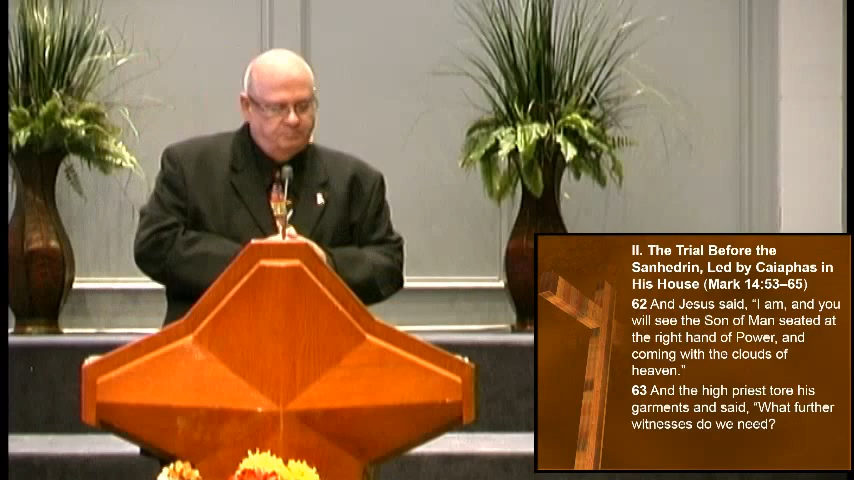 II. The Trial Before the
Sanhedrin, Led by Caiaphas in
His House (Mark 14:53–65)
62 And Jesus said, “I am, and you
will see the Son of Man seated at
the right hand of Power, and
coming with the clouds of
heaven.”
63 And the high priest tore his
garments and said, “What further
witnesses do we need?